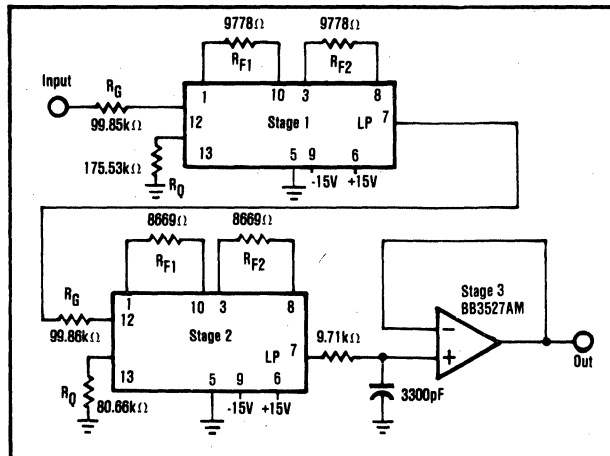 9778Ω 9778Ω
RF1 RF2
Input
RG
1 10 3 8
99.85kΩ
12 Stage 1 LP 7
13 5 9 6
175.53kΩ
RQ
-15V +15V
8669Ω 8669Ω
RF1 RF2
RG
1 10 3 8
12
99.86kΩ
Stage 2
LP 7
9.71kΩ
Stage 3
BB3527AM
−
+
Out
13 5 9 6
RQ
80.66kΩ
-15V +15V
3300pF